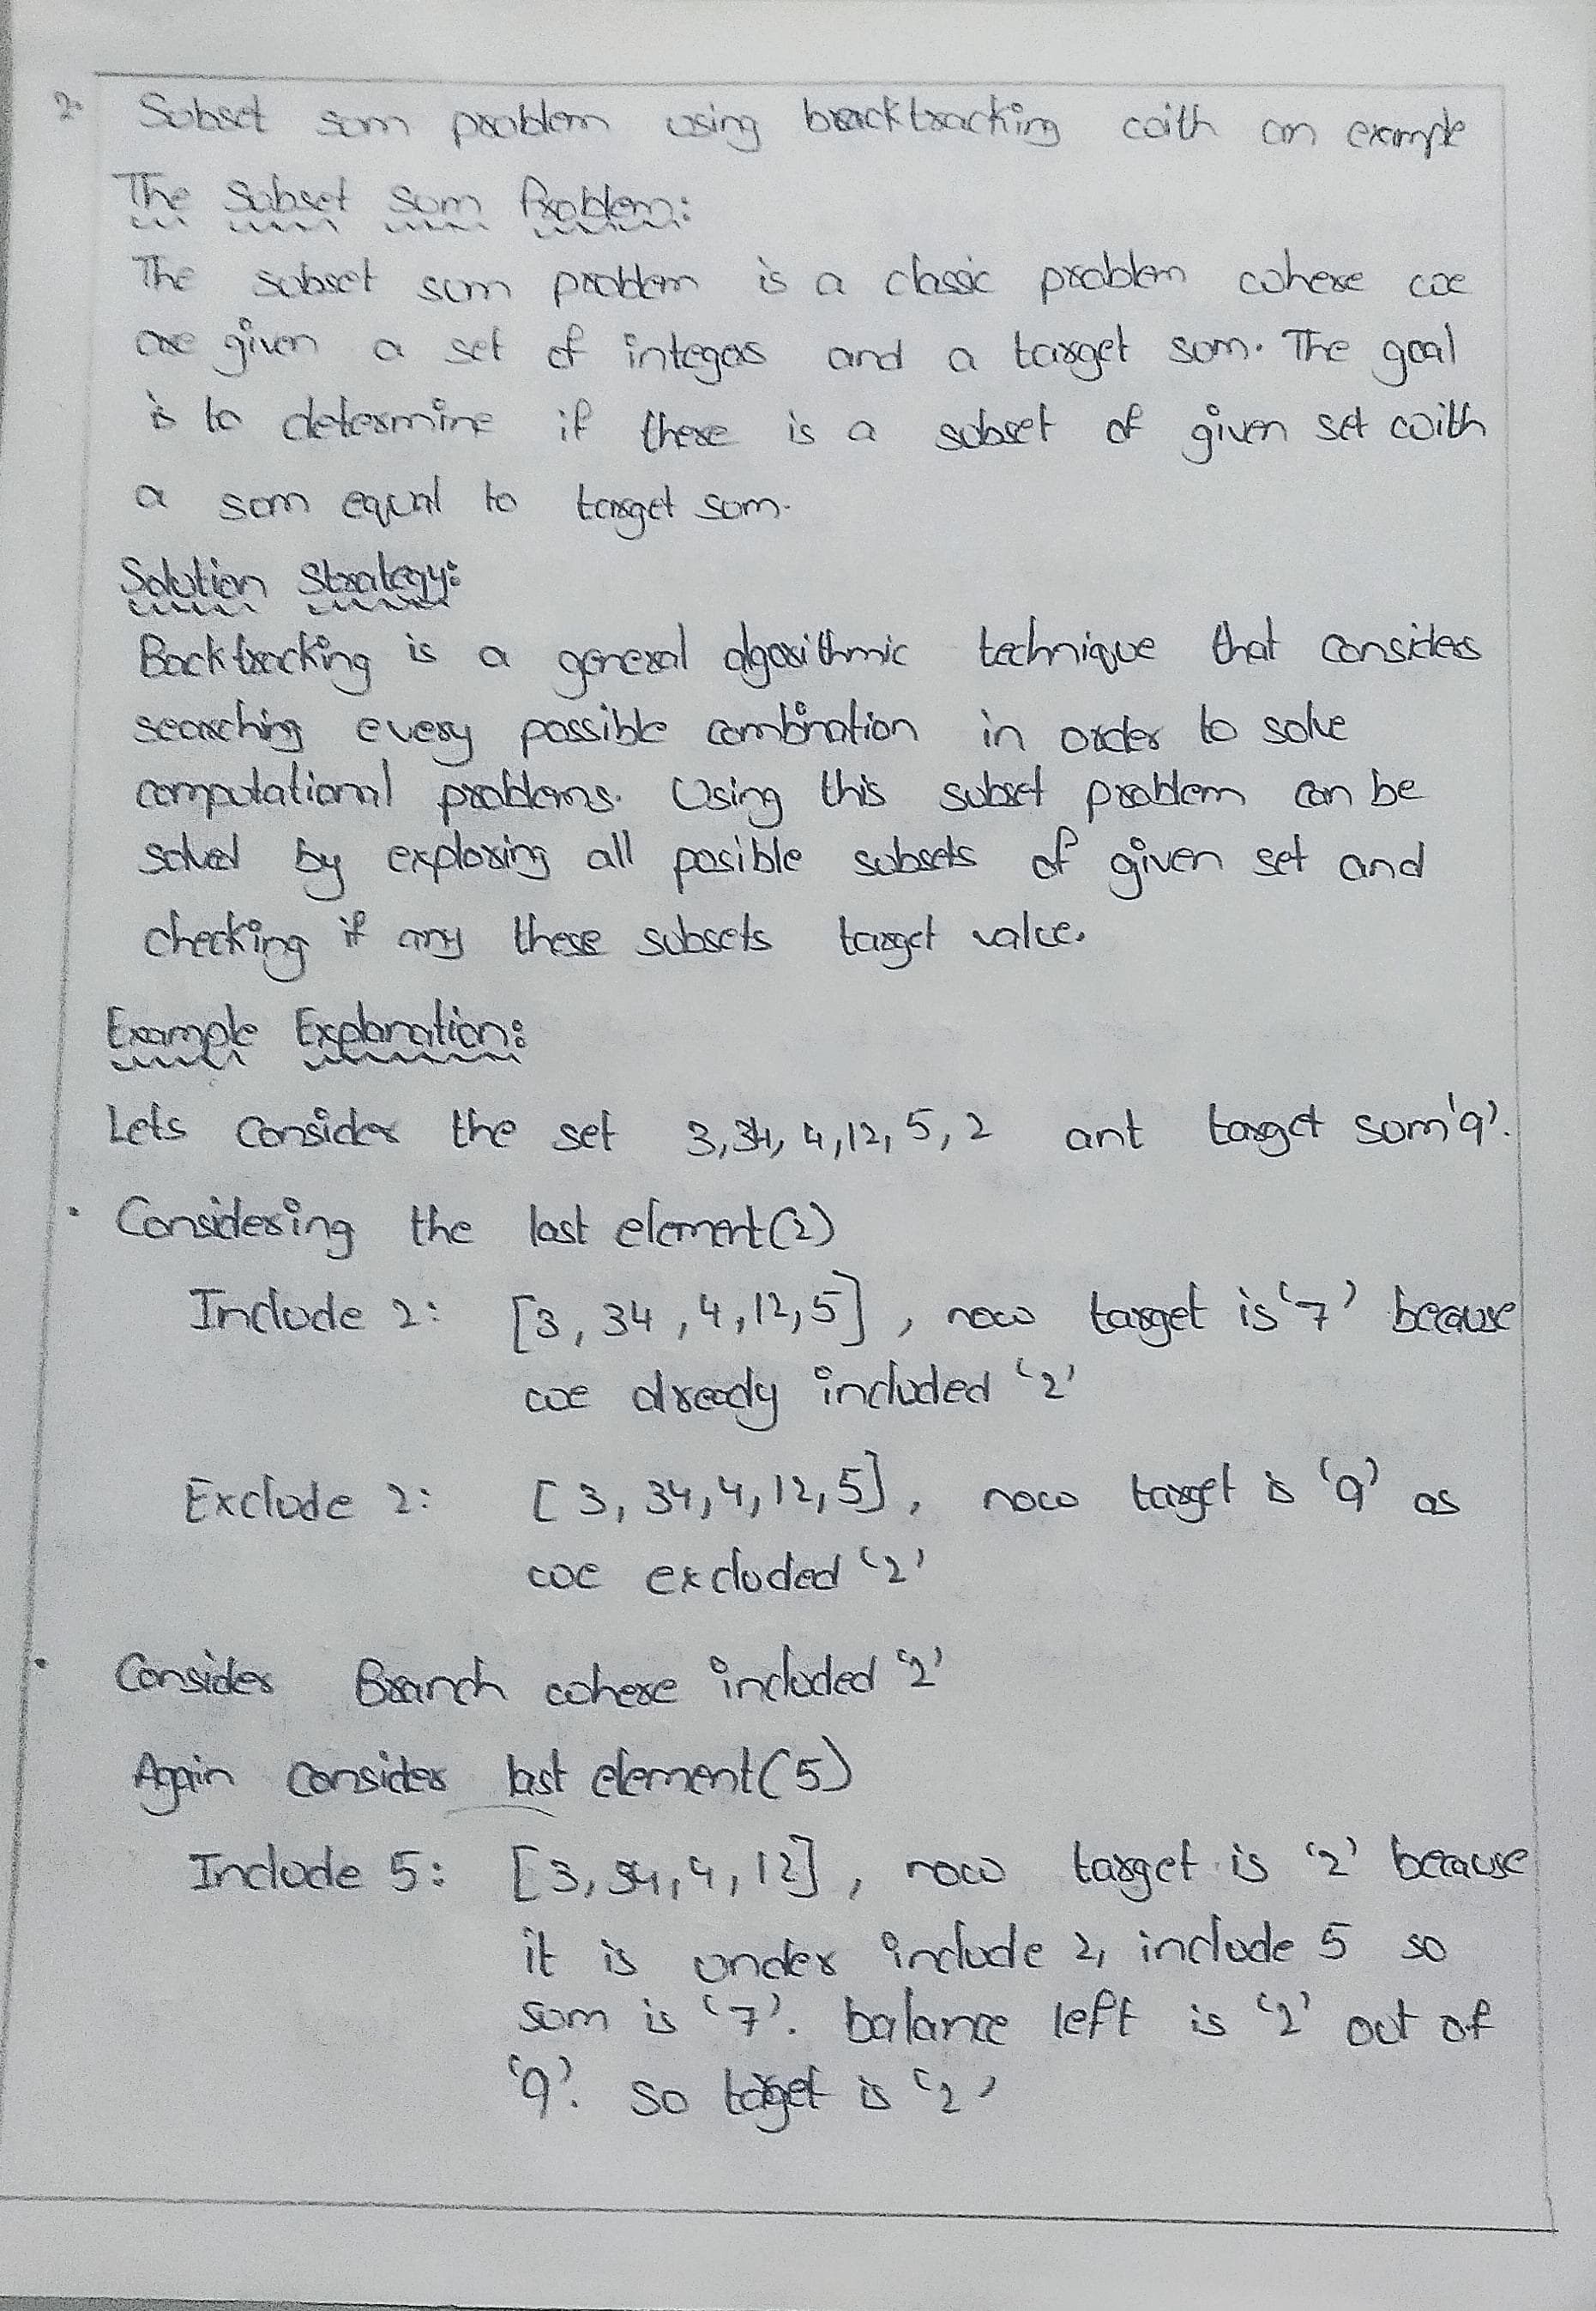 2. Subset sum problem using backtracking with an example
The Subset Sum Problem:
The subset sum problem is a classic problem where we
are given a set of integers and a target sum. The goal
is to determine if there is a subset of given set with
a sum equal to target sum.
Solution Strategy:
Backtracking is a general algorithmic technique that considers
searching every possible combination in order to solve
computational problems. Using this subset problem can be
solved by exploring all posible subsets of given set and
checking if any these subsets target value.
Example Explanation:
Lets consider the set 3,34,4,12,5,2 ant target sum'9'.
• Considering the last element(2)
Include 2: [3,34,4,12,5], now target is '7' because
we already included '2'
Exclude 2: [3,34,4,12,5], now target is '9' as
we excluded '2'
• Consider Branch where included '2'
Again consider last element(5)
Include 5: [3,34,4,12], now target is '2' because
it is under include 2, include 5 so
sum is '7'. balance left is '2' out of
'9'. so target is '2'